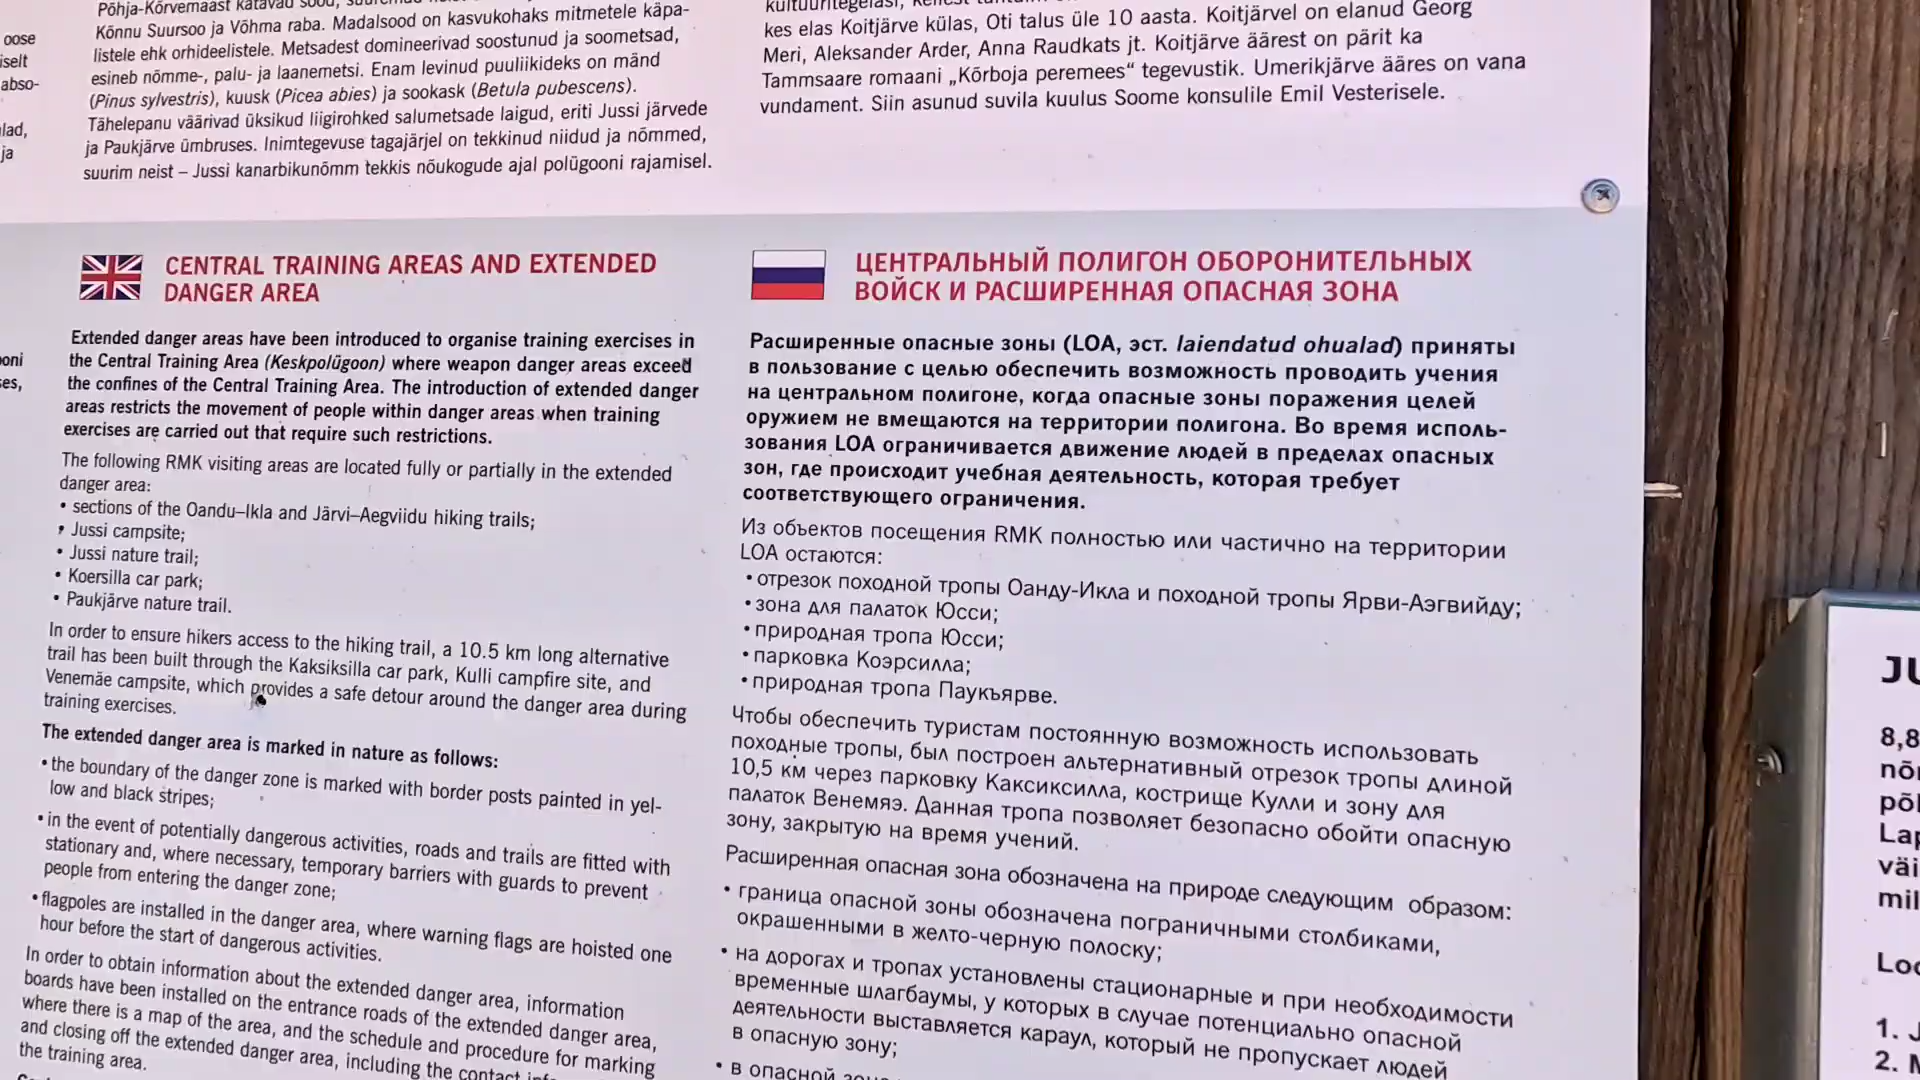 Põhja-Kõrvemaast katavad sood,
Kõnnu Suursoo ja Võhma raba. Madalsood on kasvukohaks mitmetele käpa-
listele ehk orhideelistele. Metsadest domineerivad soostunud ja soometsad,
esineb nõmme-, palu- ja laanemetsi. Enam levinud puuliikideks on mänd
(Pinus sylvestris), kuusk (Picea abies) ja sookask (Betula pubescens).
Tähelepanu väärivad üksikud liigirohked salumetsade laigud, eriti Jussi järvede
ja Paukjärve ümbruses. Inimtegevuse tagajärjel on tekkinud niidud ja nõmmed,
suurim neist – Jussi kanarbikunõmm tekkis nõukogude ajal polügooni rajamisel.
oose
iselt
abso-
lad,
ja
kes elas Koitjärve külas, Oti talus üle 10 aasta. Koitjärvel on elanud Georg
Meri, Aleksander Arder, Anna Raudkats jt. Koitjärve äärest on pärit ka
Tammsaare romaani „Kõrboja peremees“ tegevustik. Umerikjärve ääres on vana
vundament. Siin asunud suvila kuulus Soome konsulile Emil Vesterisele.
ooni
ses,
CENTRAL TRAINING AREAS AND EXTENDED
DANGER AREA
Extended danger areas have been introduced to organise training exercises in
the Central Training Area (Keskpolügoon) where weapon danger areas exceed
the confines of the Central Training Area. The introduction of extended danger
areas restricts the movement of people within danger areas when training
exercises are carried out that require such restrictions.
The following RMK visiting areas are located fully or partially in the extended
danger area:
• sections of the Oandu–Ikla and Järvi–Aegviidu hiking trails;
• Jussi campsite;
• Jussi nature trail;
• Koersilla car park;
• Paukjärve nature trail.
In order to ensure hikers access to the hiking trail, a 10.5 km long alternative
trail has been built through the Kaksiksilla car park, Kulli campfire site, and
Venemäe campsite, which provides a safe detour around the danger area during
training exercises.
The extended danger area is marked in nature as follows:
• the boundary of the danger zone is marked with border posts painted in yel-
low and black stripes;
• in the event of potentially dangerous activities, roads and trails are fitted with
stationary and, where necessary, temporary barriers with guards to prevent
people from entering the danger zone;
• flagpoles are installed in the danger area, where warning flags are hoisted one
hour before the start of dangerous activities.
In order to obtain information about the extended danger area, information
boards have been installed on the entrance roads of the extended danger area,
where there is a map of the area, and the schedule and procedure for marking
and closing off the extended danger area, including the contact
the training area.
ЦЕНТРАЛЬНЫЙ ПОЛИГОН ОБОРОНИТЕЛЬНЫХ
ВОЙСК И РАСШИРЕННАЯ ОПАСНАЯ ЗОНА
Расширенные опасные зоны (LOA, эст. laiendatud ohualad) приняты
в пользование с целью обеспечить возможность проводить учения
на центральном полигоне, когда опасные зоны поражения целей
оружием не вмещаются на территории полигона. Во время исполь-
зования LOA ограничивается движение людей в пределах опасных
зон, где происходит учебная деятельность, которая требует
соответствующего ограничения.
Из объектов посещения RMK полностью или частично на территории
LOA остаются:
• отрезок походной тропы Оанду-Икла и походной тропы Ярви-Аэгвийду;
• зона для палаток Юсси;
• природная тропа Юсси;
• парковка Коэрсилла;
• природная тропа Паукъярве.
Чтобы обеспечить туристам постоянную возможность использовать
походные тропы, был построен альтернативный отрезок тропы длиной
10,5 км через парковку Каксиксилла, кострище Кулли и зону для
палаток Венемяэ. Данная тропа позволяет безопасно обойти опасную
зону, закрытую на время учений.
Расширенная опасная зона обозначена на природе следующим образом:
• граница опасной зоны обозначена пограничными столбиками,
окрашенными в желто-черную полоску;
• на дорогах и тропах установлены стационарные и при необходимости
временные шлагбаумы, у которых в случае потенциально опасной
деятельности выставляется караул, который не пропускает людей
в опасную зону;
• в опасной
JU
8,8
nõ
põ
Lap
väi
mil
Loo
1. J
2. M